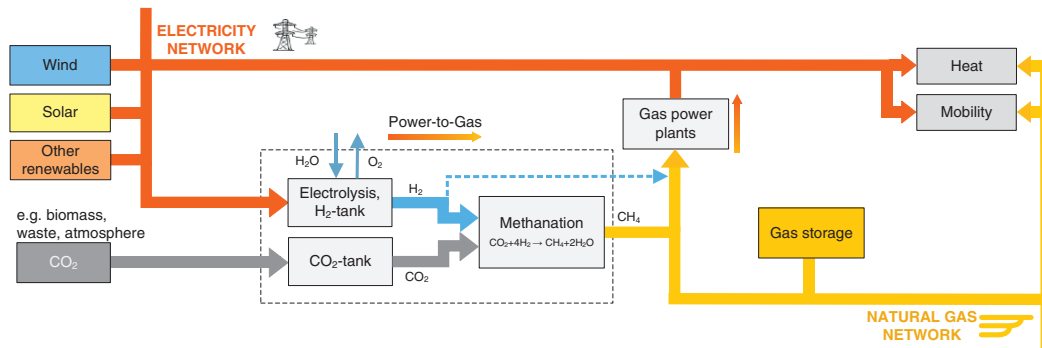 ELECTRICITY
NETWORK
Wind
Solar
Other
renewables
e.g. biomass,
waste, atmosphere
CO₂
Power-to-Gas
H₂O
O₂
Electrolysis,
H₂-tank
H₂
CO₂-tank
CO₂
Methanation
CO₂+4H₂→ CH₄+2H₂O
CH₄
Gas power
plants
Heat
Mobility
Gas storage
NATURAL GAS
NETWORK